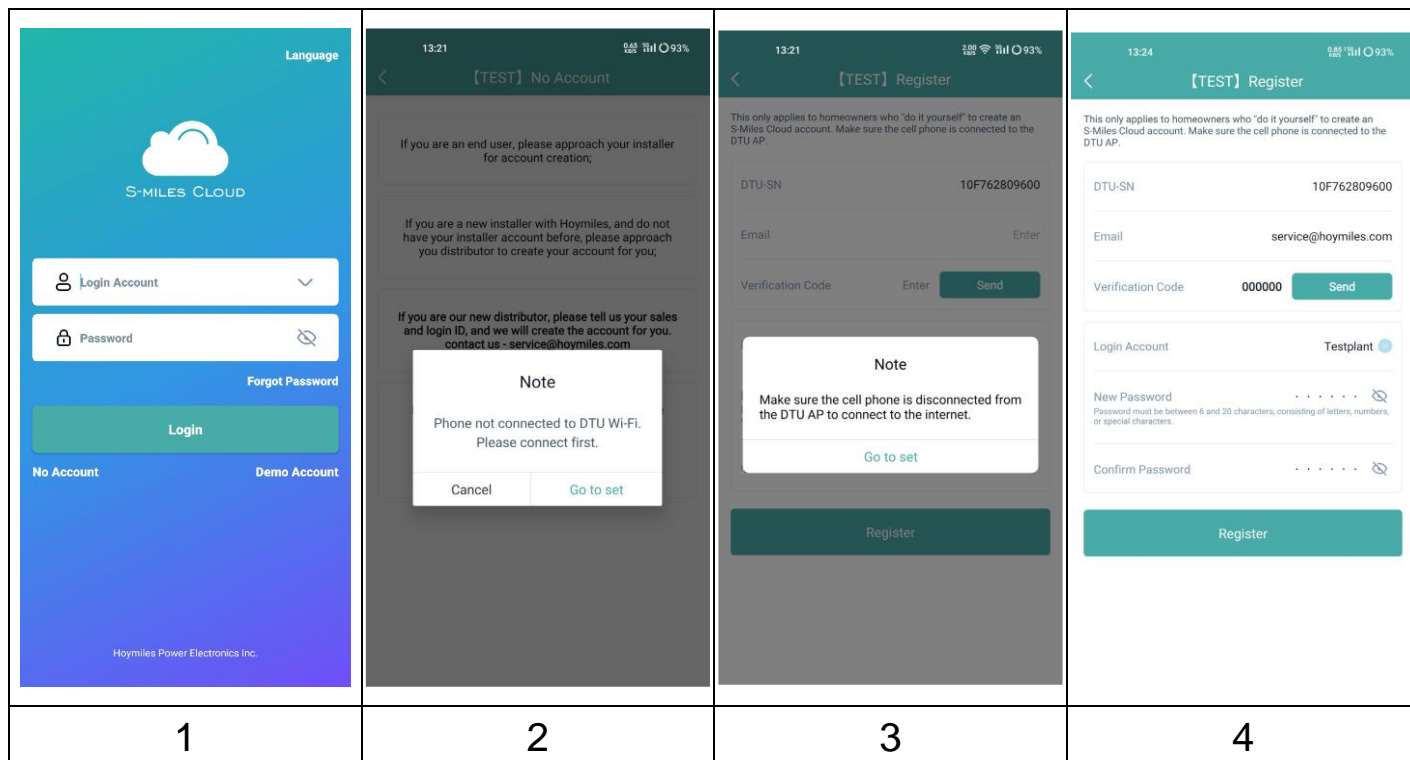 Language
S-MILES CLOUD
Login Account
Password
Forgot Password
Login
No Account
Demo Account
Hoymiles Power Electronics Inc.
1
13:21
93%
【TEST】No Account
If you are an end user, please approach your installer
for account creation;
If you are a new installer with Hoymiles, and do not
have your installer account before, please approach
you distributor to create your account for you;
If you are our new distributor, please tell us your sales
and login ID, and we will create the account for you.
contact us - service@hoymiles.com
Note
Phone not connected to DTU Wi-Fi.
Please connect first.
Cancel
Go to set
2
13:21
2.00 KB/S
93%
【TEST】Register
This only applies to homeowners who "do it yourself" to create an
S-Miles Cloud account. Make sure the cell phone is connected to the
DTU AP.
DTU-SN
10F762809600
Email
Enter
Verification Code
Enter
Send
Note
Make sure the cell phone is disconnected from
the DTU AP to connect to the internet.
Go to set
Register
3
13:24
93%
【TEST】Register
This only applies to homeowners who "do it yourself" to create an
S-Miles Cloud account. Make sure the cell phone is connected to the
DTU AP.
DTU-SN
10F762809600
Email
service@hoymiles.com
Verification Code
000000
Send
Login Account
Testplant
New Password
Password must be between 6 and 20 characters, consisting of letters, numbers,
or special characters.
Confirm Password
Register
4